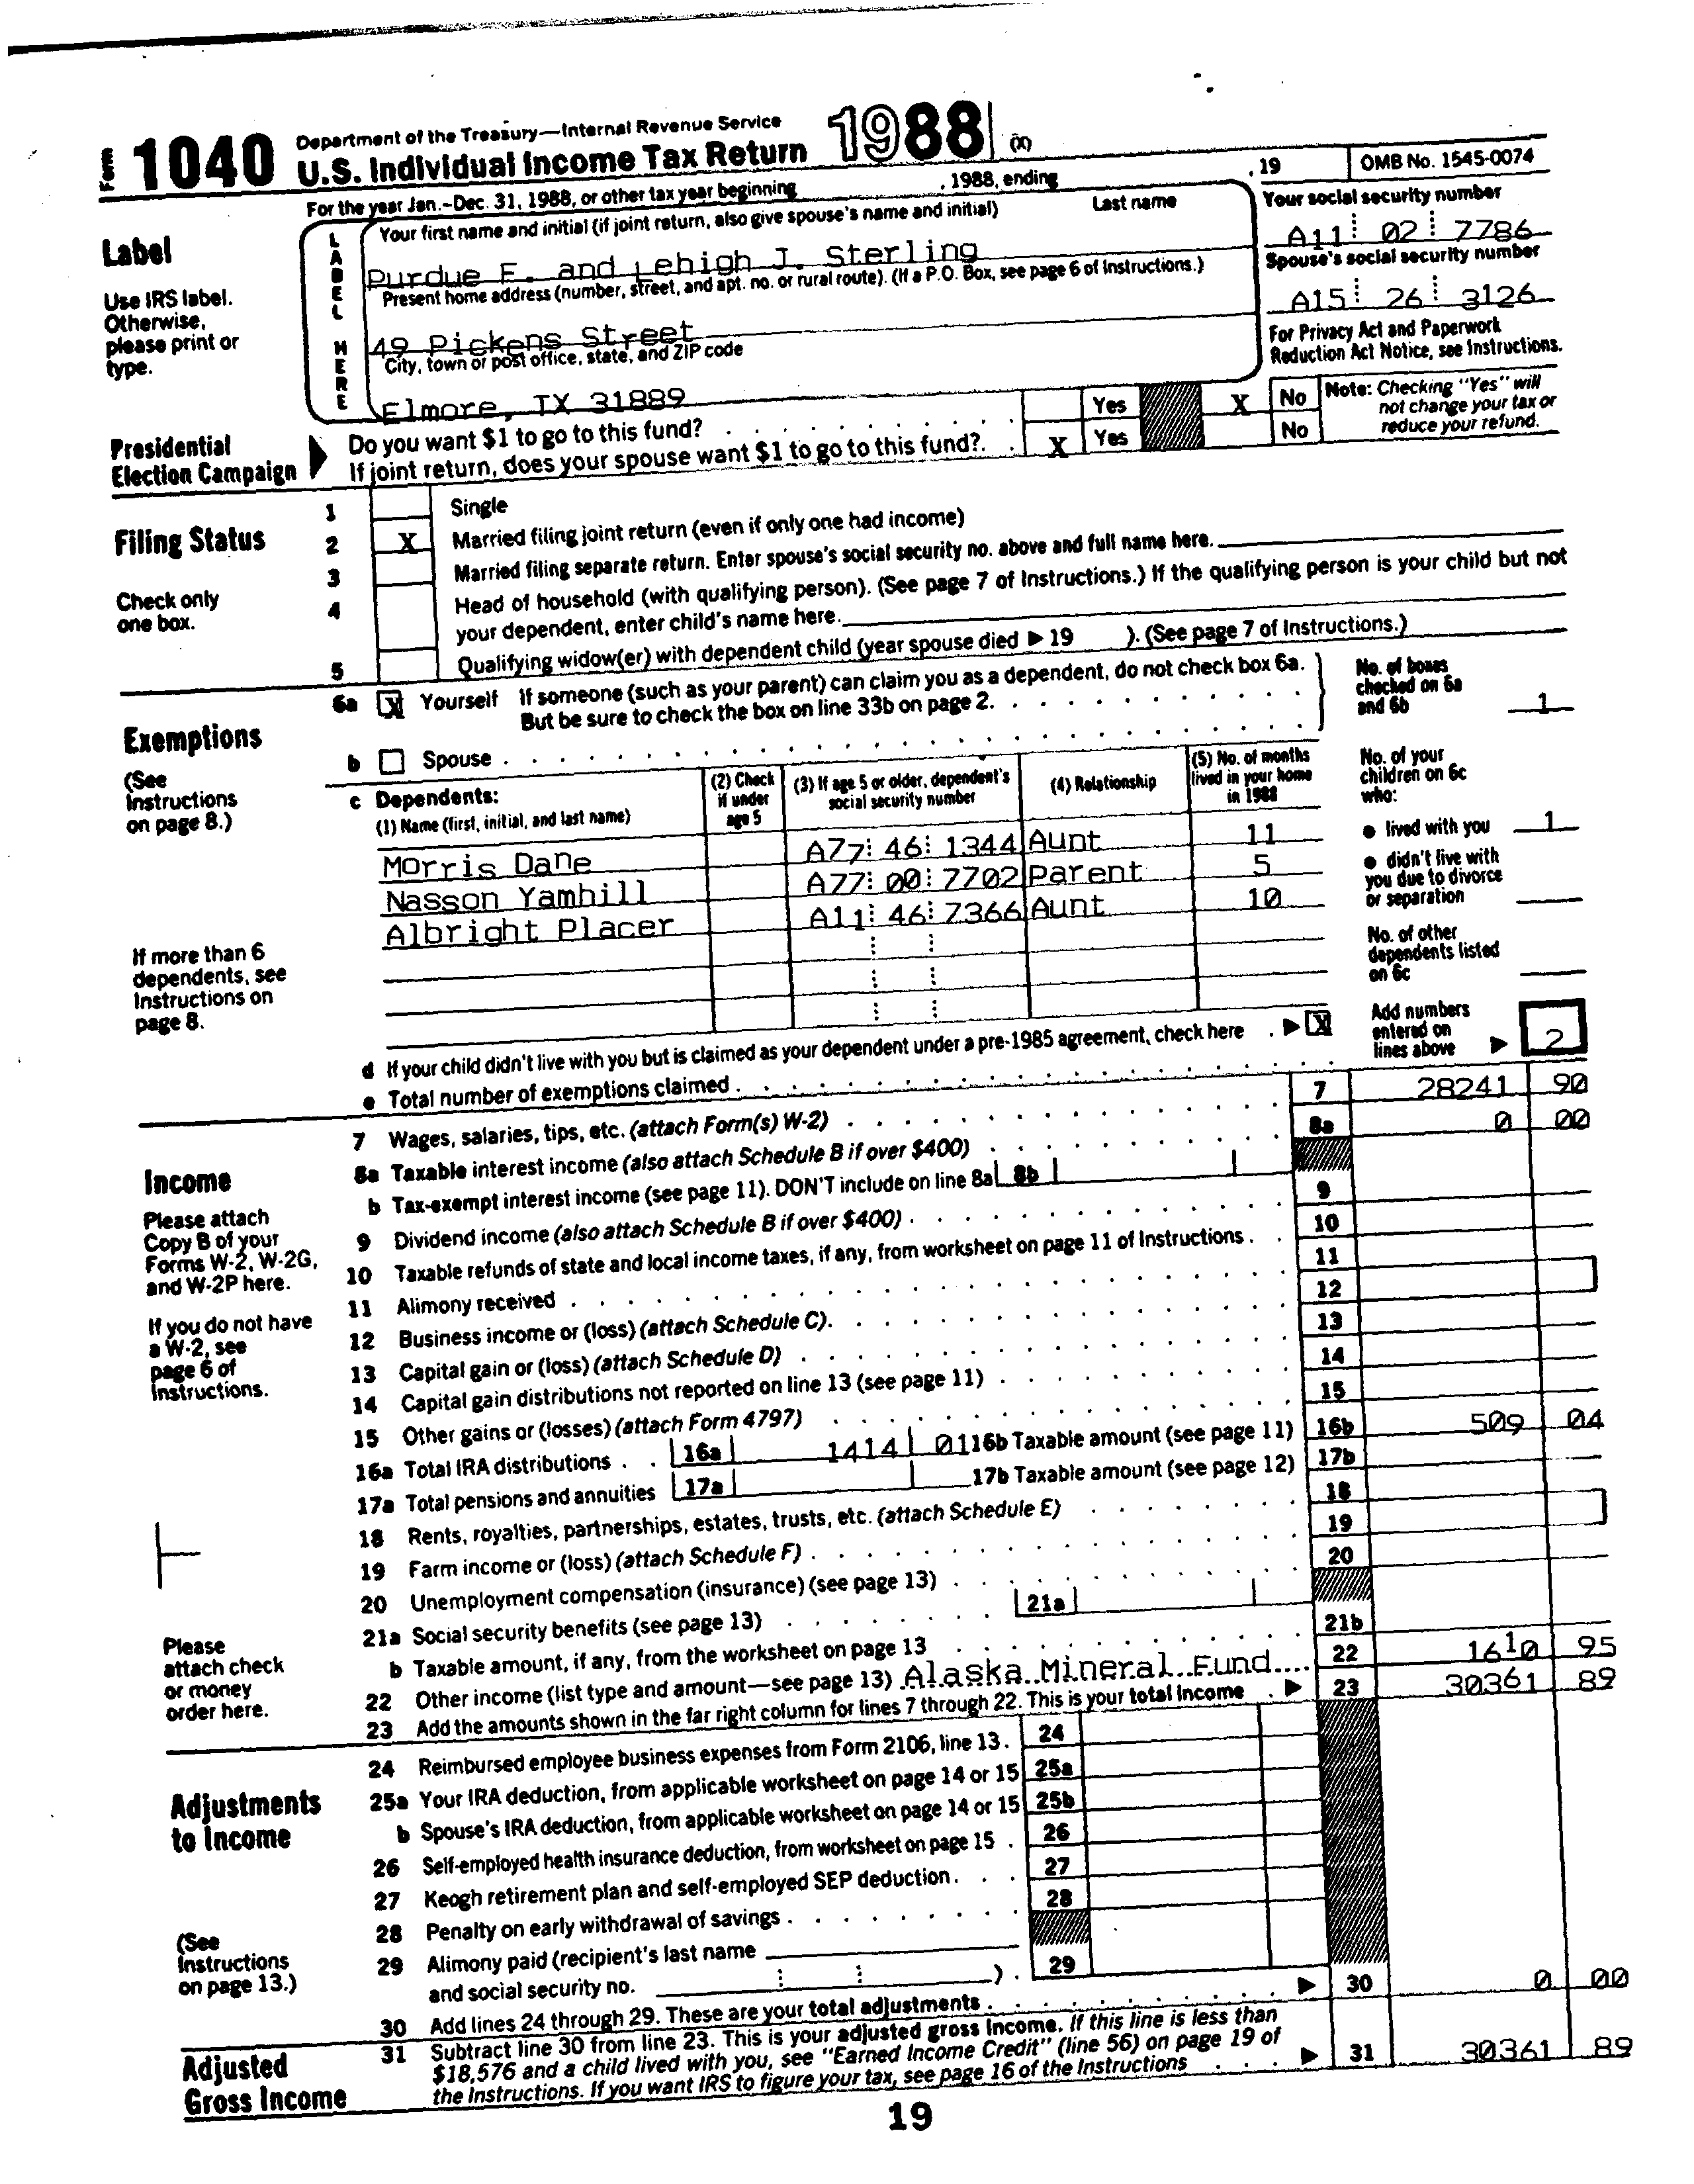 Form 1040 Department of the Treasury—Internal Revenue Service
U.S. Individual Income Tax Return 1988 (X)
For the year Jan.-Dec. 31, 1988, or other tax year beginning , 1988, ending , 19 OMB No. 1545-0074
Label
Use IRS label.
Otherwise,
please print or
type.
LABEL HERE
Your first name and initial (if joint return, also give spouse's name and initial) Last name
Purdue E. and Lehigh J. Sterling
Your social security number
A11 02 7786
Present home address (number, street, and apt. no. or rural route). (If a P.O. Box, see page 6 of Instructions.)
49 Pickens Street
Spouse's social security number
A15 26 3126
City, town or post office, state, and ZIP code
Elmore, TX 31889
For Privacy Act and Paperwork
Reduction Act Notice, see Instructions.
Presidential
Election Campaign
Do you want $1 to go to this fund? Yes X No
If joint return, does your spouse want $1 to go to this fund? X Yes No
Note: Checking "Yes" will
not change your tax or
reduce your refund.
Filing Status
Check only
one box.
1 Single
2 X Married filing joint return (even if only one had income)
3 Married filing separate return. Enter spouse's social security no. above and full name here.
4 Head of household (with qualifying person). (See page 7 of Instructions.) If the qualifying person is your child but not
your dependent, enter child's name here.
5 Qualifying widow(er) with dependent child (year spouse died ▶ 19 ). (See page 7 of Instructions.)
Exemptions
(See
Instructions
on page 8.)
If more than 6
dependents, see
Instructions on
page 8.
6a X Yourself If someone (such as your parent) can claim you as a dependent, do not check box 6a.
But be sure to check the box on line 33b on page 2.
b Spouse
No. of boxes
checked on 6a
and 6b 1
c Dependents:
(1) Name (first, initial, and last name)
(2) Check
if under
age 5
(3) If age 5 or older, dependent's
social security number
(4) Relationship
(5) No. of months
lived in your home
in 1988
Morris Dane A77 46 1344 Aunt 11
Nasson Yamhill A77 00 7702 Parent 5
Albright Placer A11 46 7366 Aunt 10
No. of your
children on 6c
who:
● lived with you 1
● didn't live with
you due to divorce
or separation
No. of other
dependents listed
on 6c
d If your child didn't live with you but is claimed as your dependent under a pre-1985 agreement, check here ▶ X
e Total number of exemptions claimed
Add numbers
entered on
lines above ▶ 2
Income
Please attach
Copy B of your
Forms W-2, W-2G,
and W-2P here.
If you do not have
a W-2, see
page 6 of
Instructions.
Please
attach check
or money
order here.
7 Wages, salaries, tips, etc. (attach Form(s) W-2) 7 28241 90
8a Taxable interest income (also attach Schedule B if over $400) 8a 0 00
b Tax-exempt interest income (see page 11). DON'T include on line 8a 8b
9 Dividend income (also attach Schedule B if over $400) 9
10 Taxable refunds of state and local income taxes, if any, from worksheet on page 11 of Instructions 10
11 Alimony received 11
12 Business income or (loss) (attach Schedule C) 12
13 Capital gain or (loss) (attach Schedule D) 13
14 Capital gain distributions not reported on line 13 (see page 11) 14
15 Other gains or (losses) (attach Form 4797) 15
16a Total IRA distributions 16a 1414 01 16b Taxable amount (see page 11) 16b 509 04
17a Total pensions and annuities 17a 17b Taxable amount (see page 12) 17b
18 Rents, royalties, partnerships, estates, trusts, etc. (attach Schedule E) 18
19 Farm income or (loss) (attach Schedule F) 19
20 Unemployment compensation (insurance) (see page 13) 20
21a Social security benefits (see page 13) 21a
b Taxable amount, if any, from the worksheet on page 13 21b
22 Other income (list type and amount—see page 13) Alaska Mineral Fund 22 1610 95
23 Add the amounts shown in the far right column for lines 7 through 22. This is your total income ▶ 23 30361 89
Adjustments
to Income
(See
Instructions
on page 13.)
24 Reimbursed employee business expenses from Form 2106, line 13 24
25a Your IRA deduction, from applicable worksheet on page 14 or 15 25a
b Spouse's IRA deduction, from applicable worksheet on page 14 or 15 25b
26 Self-employed health insurance deduction, from worksheet on page 15 26
27 Keogh retirement plan and self-employed SEP deduction 27
28 Penalty on early withdrawal of savings 28
29 Alimony paid (recipient's last name
and social security no. ) 29
30 Add lines 24 through 29. These are your total adjustments ▶ 30 0 00
Adjusted
Gross Income
31 Subtract line 30 from line 23. This is your adjusted gross income. If this line is less than
$18,576 and a child lived with you, see "Earned Income Credit" (line 56) on page 19 of
the Instructions. If you want IRS to figure your tax, see page 16 of the Instructions ▶ 31 30361 89
19